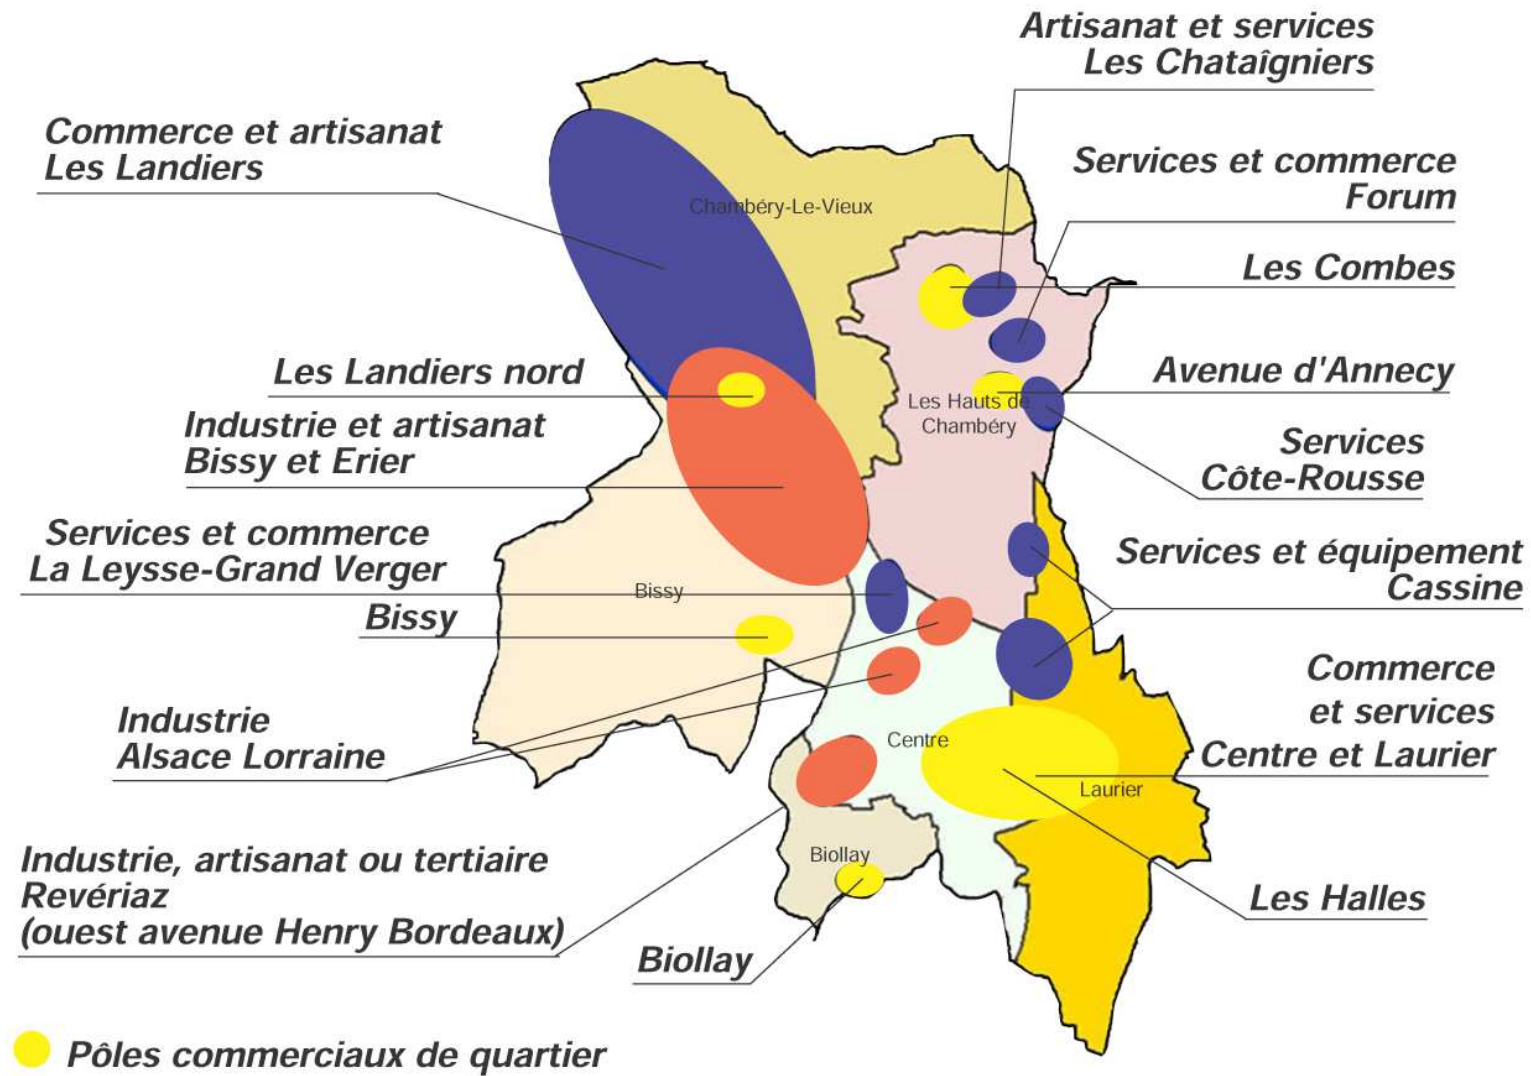 Artisanat et services
Les Chataîgniers
Commerce et artisanat
Les Landiers
Services et commerce
Forum
Chambéry-Le-Vieux
Les Combes
Les Landiers nord
Avenue d'Annecy
Les Hauts de
Chambéry
Industrie et artisanat
Bissy et Erier
Services
Côte-Rousse
Services et commerce
La Leysse-Grand Verger
Services et équipement
Cassine
Bissy
Bissy
Commerce
et services
Centre et Laurier
Industrie
Alsace Lorraine
Centre
Laurier
Industrie, artisanat ou tertiaire
Revériaz
(ouest avenue Henry Bordeaux)
Biollay
Les Halles
Biollay
Pôles commerciaux de quartier